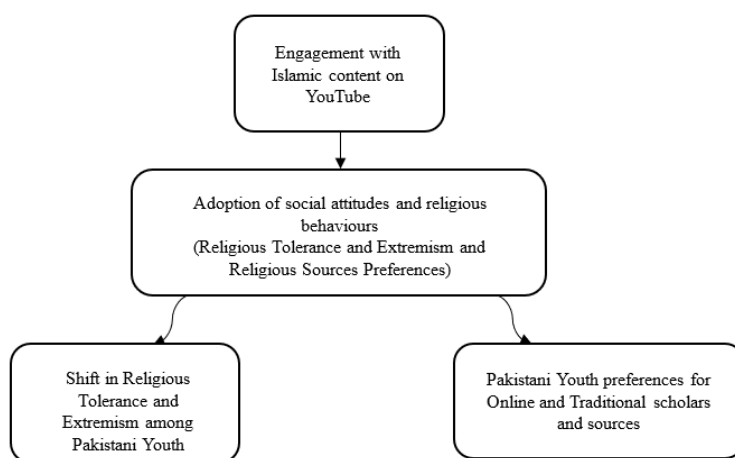 Engagement with
Islamic content on
YouTube
Adoption of social attitudes and religious
behaviours
(Religious Tolerance and Extremism and
Religious Sources Preferences)
Shift in Religious
Tolerance and
Extremism among
Pakistani Youth
Pakistani Youth preferences for
Online and Traditional scholars
and sources